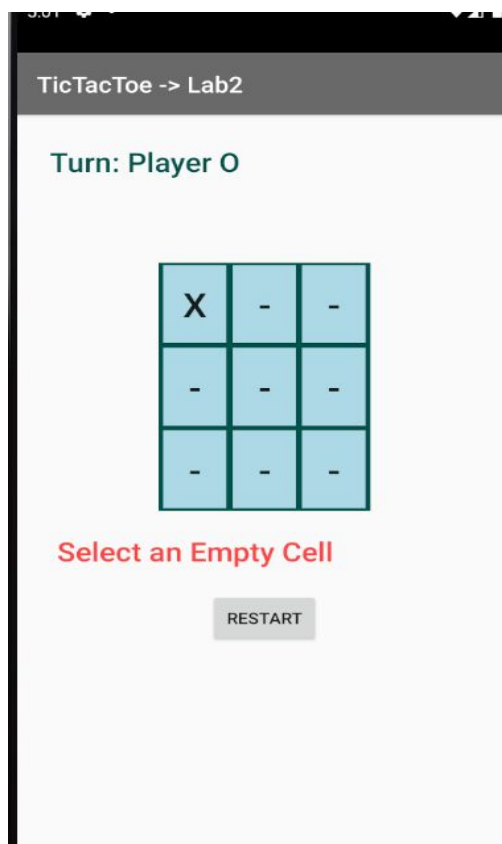 TicTacToe -> Lab2
Turn: Player O
X - -
- - -
- - -
Select an Empty Cell
RESTART